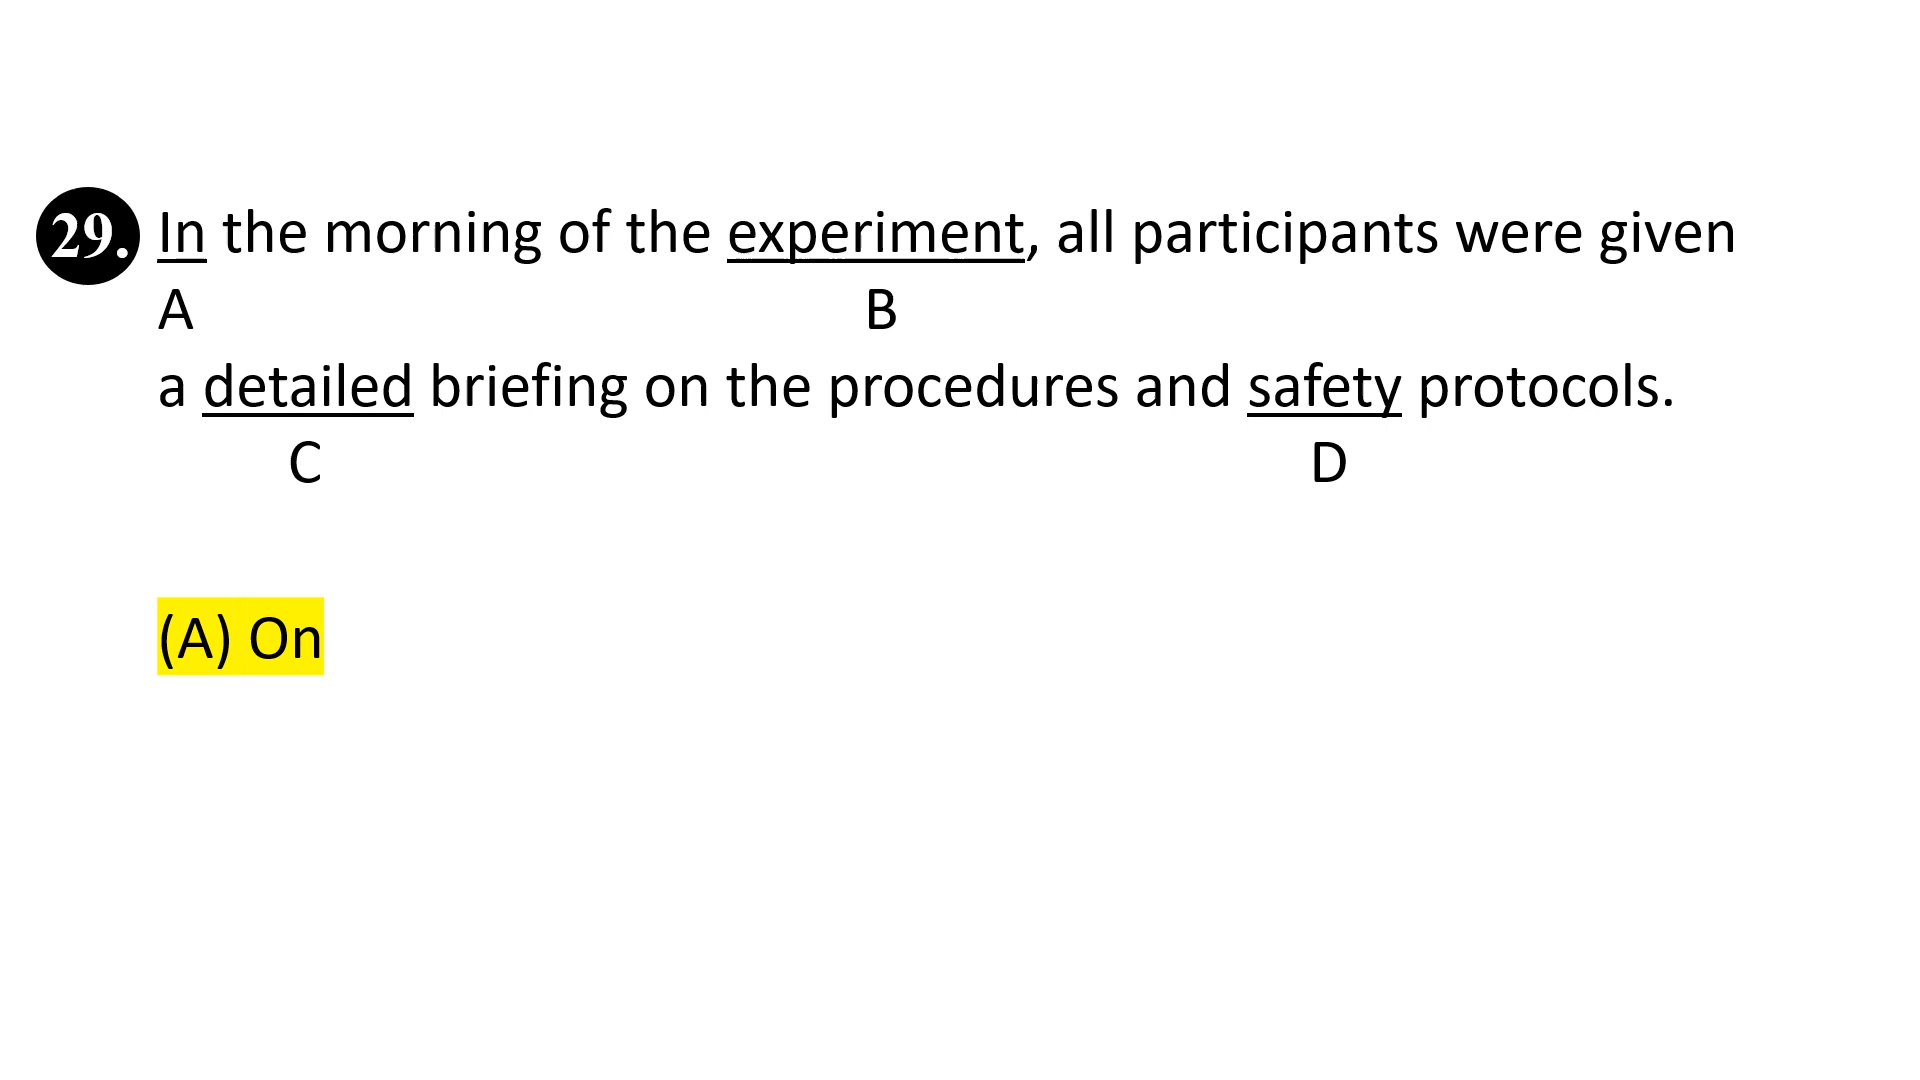 29. In the morning of the experiment, all participants were given
A B
a detailed briefing on the procedures and safety protocols.
C D
(A) On